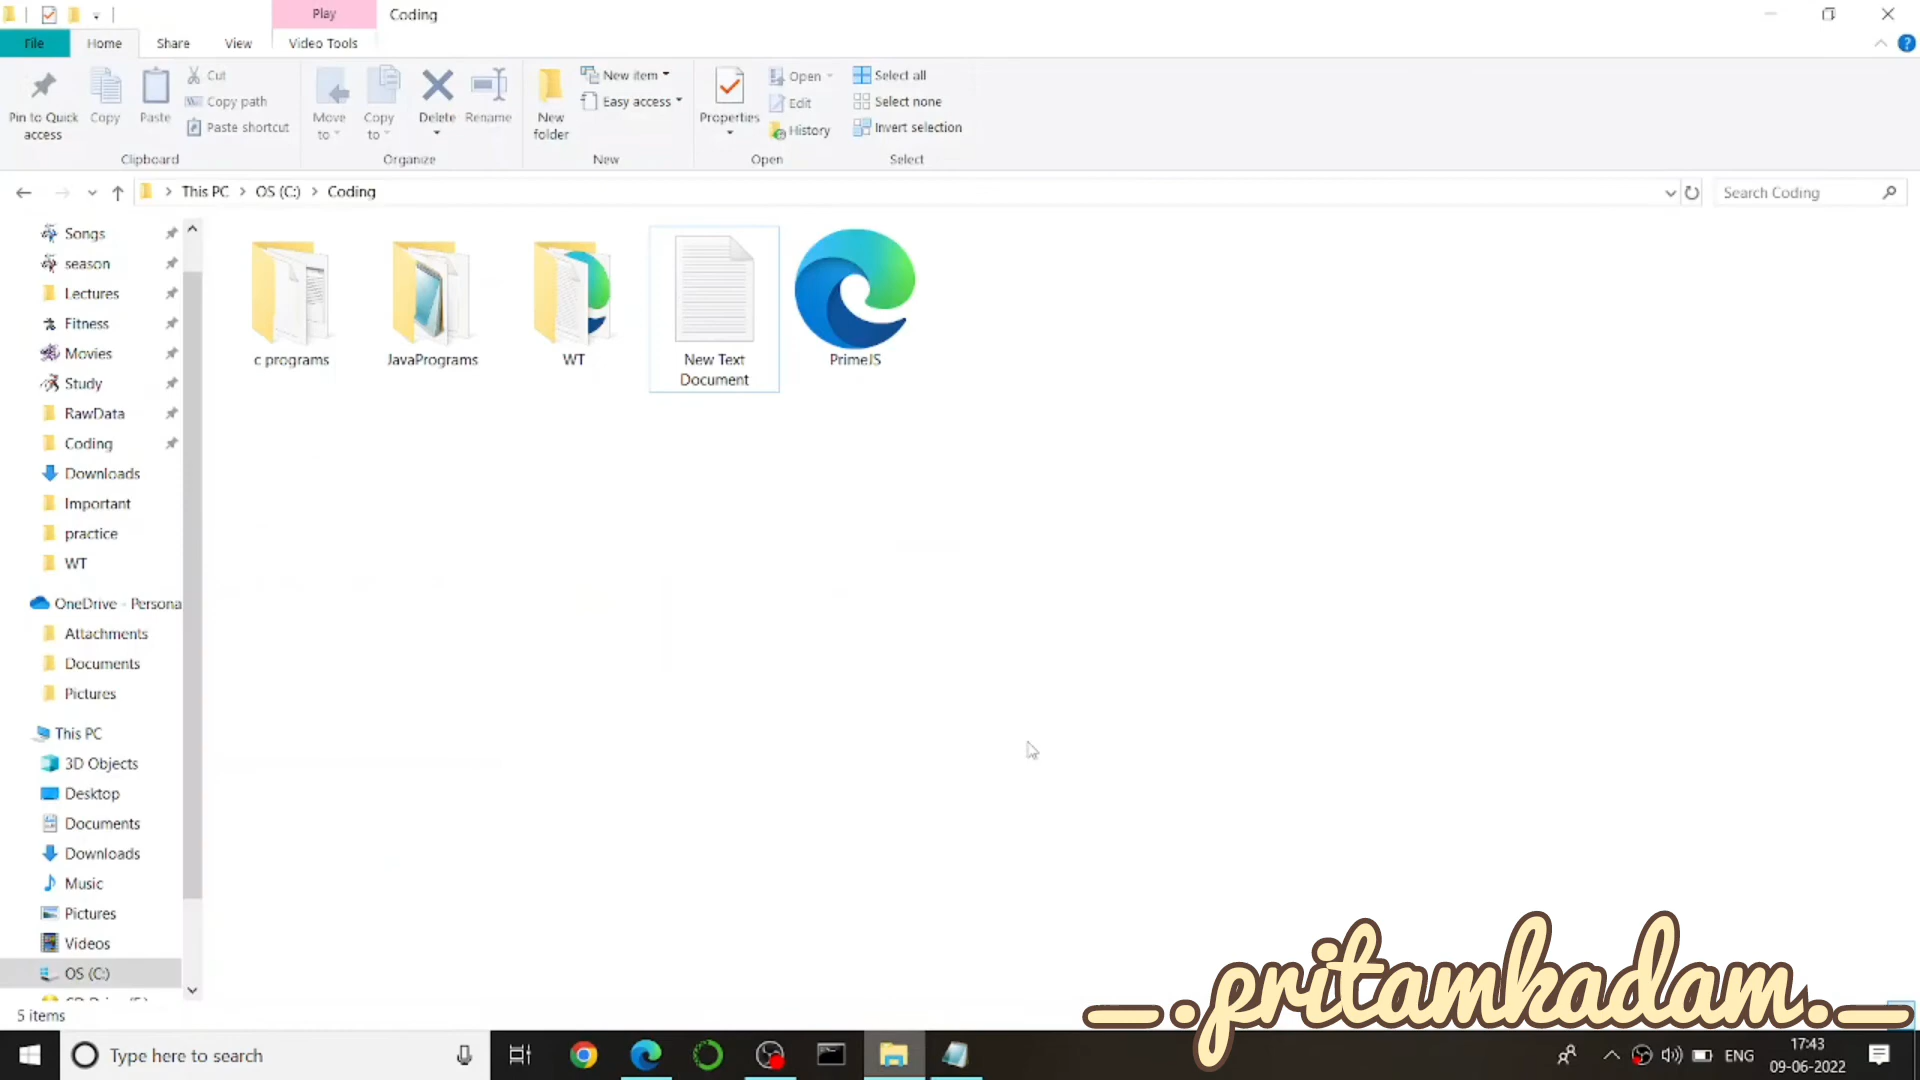 Play
Coding
File
Home
Share
View
Video Tools
Pin to Quick access
Copy
Paste
Cut
Copy path
Paste shortcut
Clipboard
Move to
Copy to
Delete
Rename
Organize
New folder
New item
Easy access
New
Properties
Open
Edit
History
Open
Select all
Select none
Invert selection
Select
This PC > OS (C:) > Coding
Search Coding
Songs
season
Lectures
Fitness
Movies
Study
RawData
Coding
Downloads
Important
practice
WT
OneDrive - Persona
Attachments
Documents
Pictures
This PC
3D Objects
Desktop
Documents
Downloads
Music
Pictures
Videos
OS (C:)
c programs
JavaPrograms
WT
New Text
Document
PrimeJS
5 items
_.pritamkadam._
Type here to search
ENG
17:43
09-06-2022